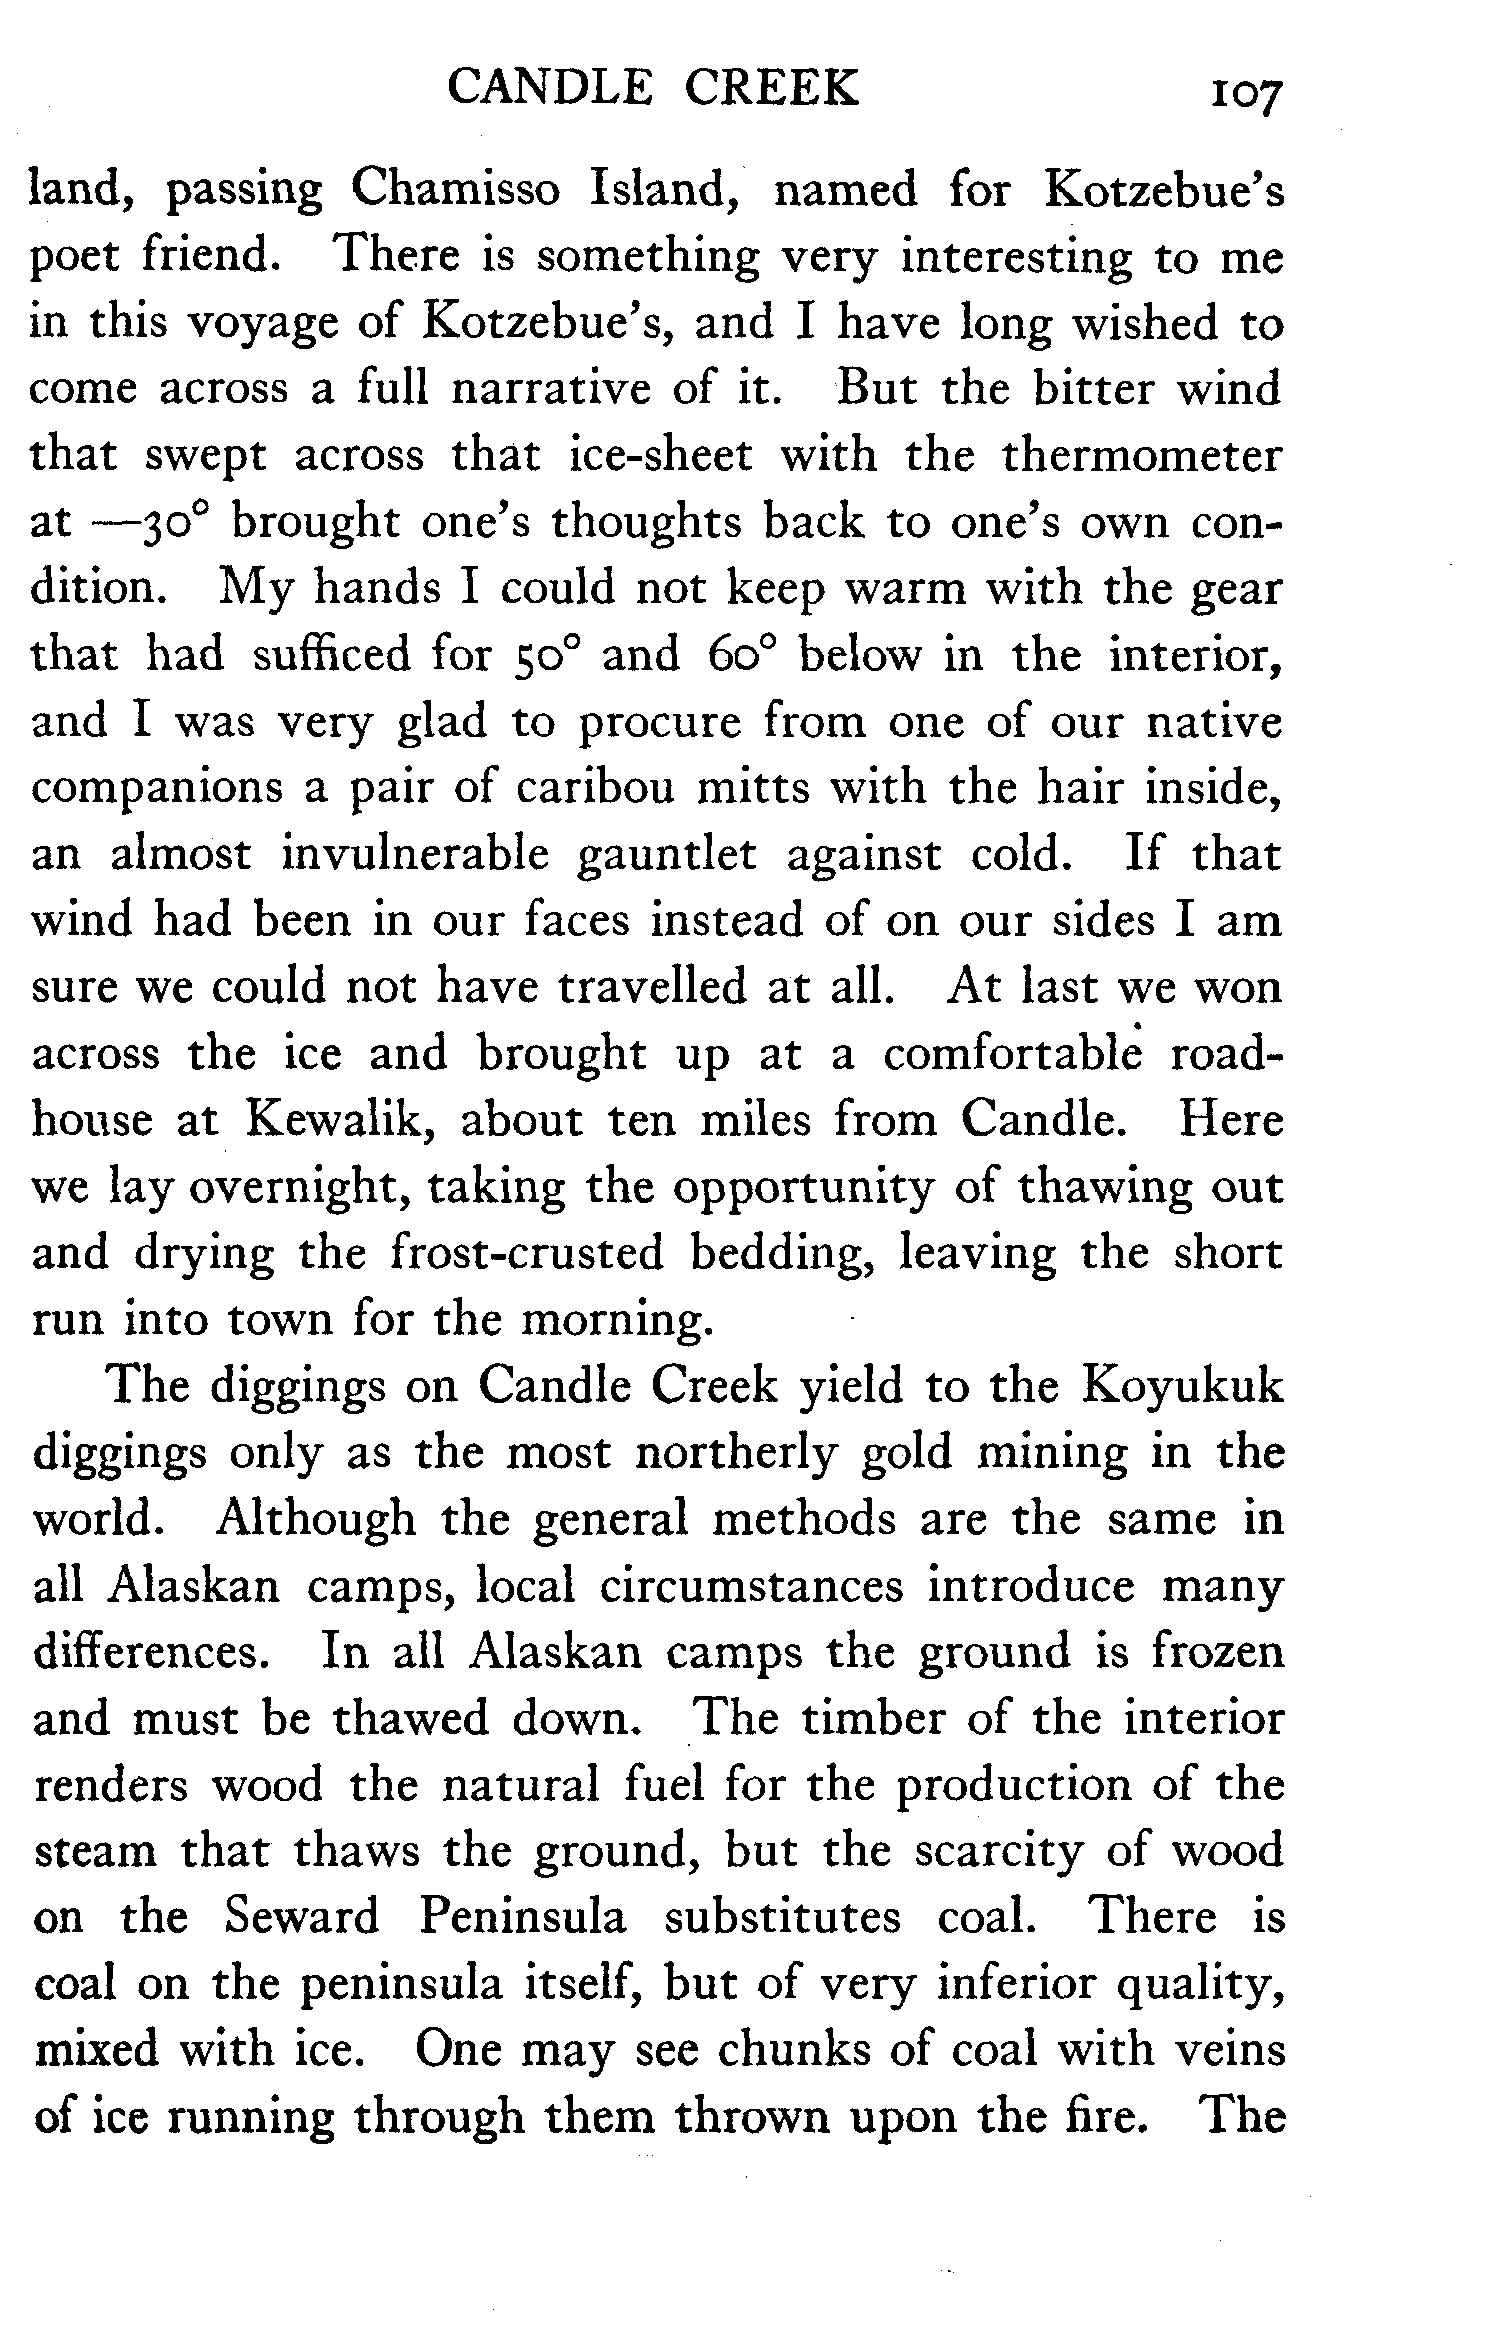 CANDLE CREEK 107
land, passing Chamisso Island, named for Kotzebue's
poet friend. There is something very interesting to me
in this voyage of Kotzebue's, and I have long wished to
come across a full narrative of it. But the bitter wind
that swept across that ice-sheet with the thermometer
at —30° brought one's thoughts back to one's own con-
dition. My hands I could not keep warm with the gear
that had sufficed for 50° and 60° below in the interior,
and I was very glad to procure from one of our native
companions a pair of caribou mitts with the hair inside,
an almost invulnerable gauntlet against cold. If that
wind had been in our faces instead of on our sides I am
sure we could not have travelled at all. At last we won
across the ice and brought up at a comfortable road-
house at Kewalik, about ten miles from Candle. Here
we lay overnight, taking the opportunity of thawing out
and drying the frost-crusted bedding, leaving the short
run into town for the morning.
The diggings on Candle Creek yield to the Koyukuk
diggings only as the most northerly gold mining in the
world. Although the general methods are the same in
all Alaskan camps, local circumstances introduce many
differences. In all Alaskan camps the ground is frozen
and must be thawed down. The timber of the interior
renders wood the natural fuel for the production of the
steam that thaws the ground, but the scarcity of wood
on the Seward Peninsula substitutes coal. There is
coal on the peninsula itself, but of very inferior quality,
mixed with ice. One may see chunks of coal with veins
of ice running through them thrown upon the fire. The